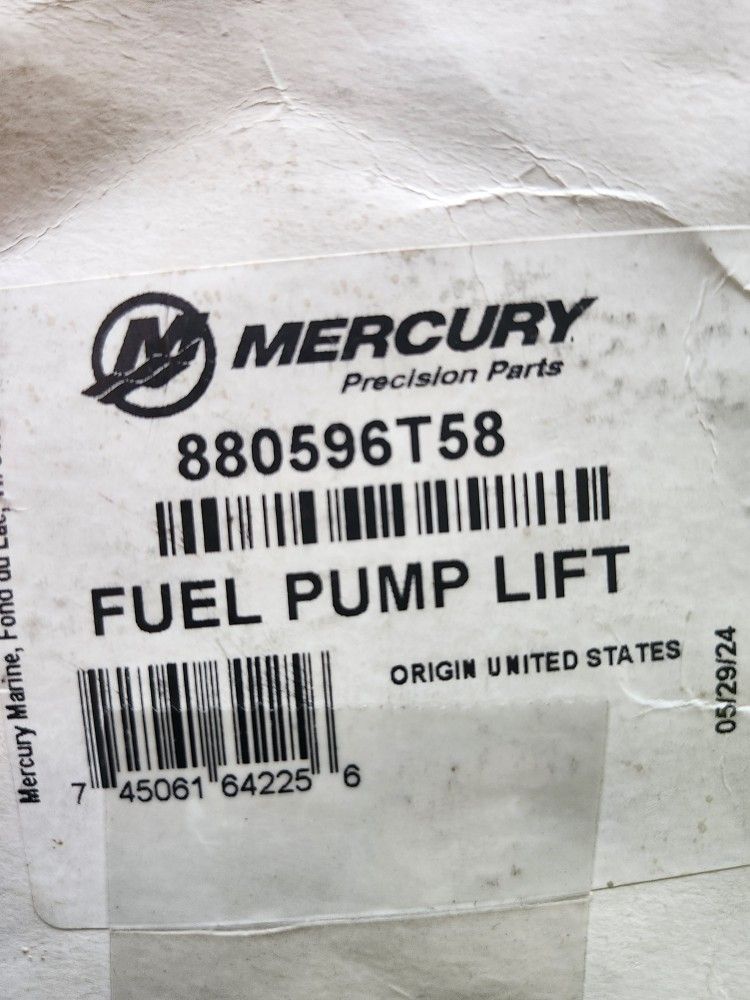 MERCURY
Precision Parts
880596T58
FUEL PUMP LIFT
ORIGIN UNITED STATES
05/29/24
7 45061 64225 6
Mercury Marine, Fond du Lac,